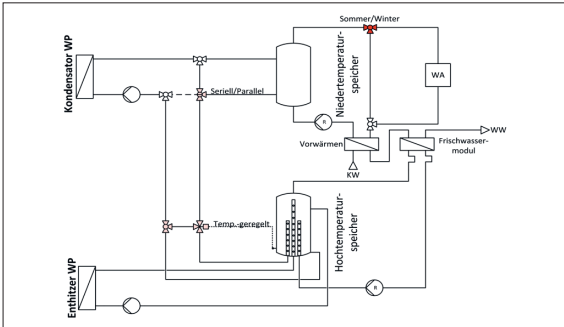 Sommer/Winter
Kondensator WP
Niedertemperatur-
speicher
WA
Seriell/Parallel
R
WW
Vorwärmen
Frischwasser-
modul
KW
Temp.-geregelt
Hochtemperatur-
speicher
Enthitzer WP
R